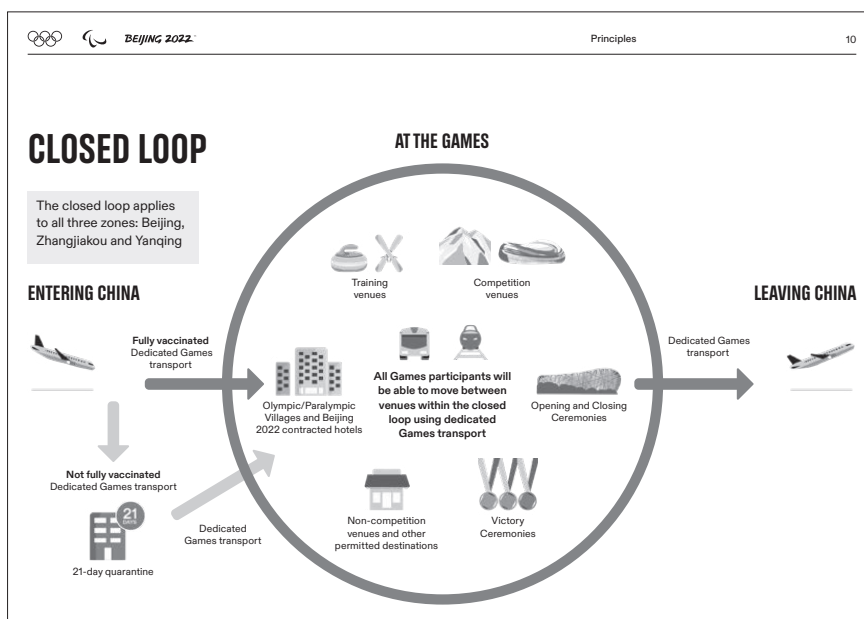 BEIJING 2022
Principles
10
CLOSED LOOP
AT THE GAMES
The closed loop applies
to all three zones: Beijing,
Zhangjiakou and Yanqing
Training
venues
Competition
venues
ENTERING CHINA
LEAVING CHINA
Fully vaccinated
Dedicated Games
transport
Dedicated Games
transport
All Games participants will
be able to move between
venues within the closed
loop using dedicated
Games transport
Olympic/Paralympic
Villages and Beijing
2022 contracted hotels
Opening and Closing
Ceremonies
Not fully vaccinated
Dedicated Games transport
21
DAYS
21-day quarantine
Dedicated
Games transport
Non-competition
venues and other
permitted destinations
Victory
Ceremonies